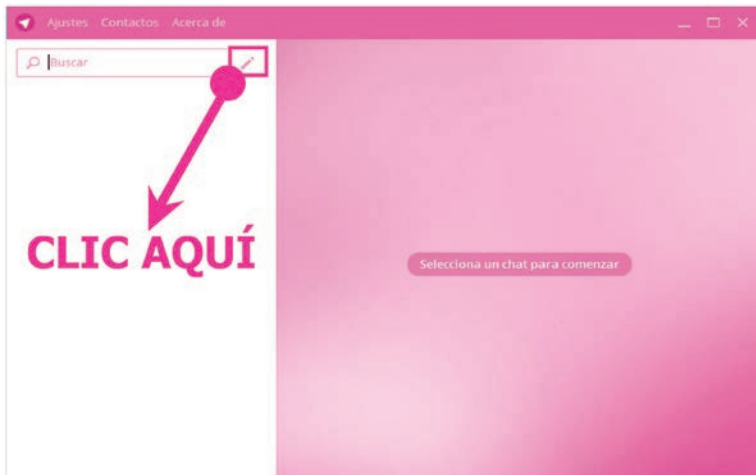 Ajustes Contactos Acerca de
Buscar
CLIC AQUÍ
Selecciona un chat para comenzar